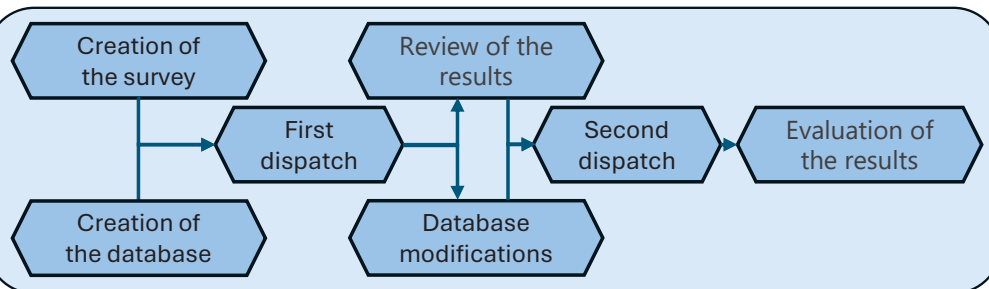 Creation of
the survey
Creation of
the database
First
dispatch
Review of the
results
Database
modifications
Second
dispatch
Evaluation of
the results